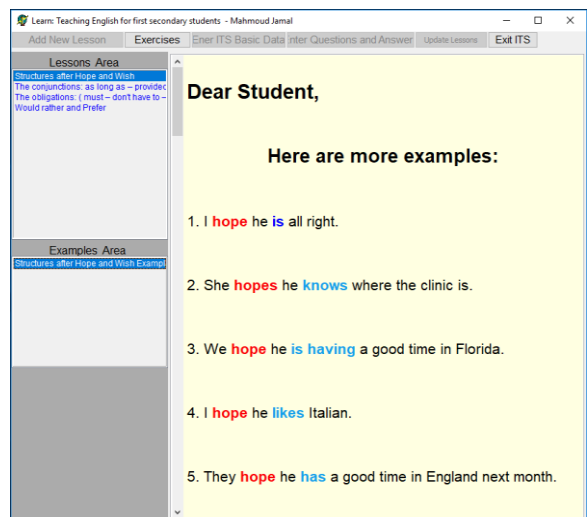 Learn: Teaching English for first secondary students - Mahmoud Jamal
Add New Lesson Exercises Ener ITS Basic Data nter Questions and Answer Update Lessons Exit ITS
Lessons Area
Structures after Hope and Wish
The conjunctions: as long as – provided
The obligations: ( must – don't have to –
Would rather and Prefer
Examples Area
Structures after Hope and Wish Exampl
Dear Student,
Here are more examples:
1. I hope he is all right.
2. She hopes he knows where the clinic is.
3. We hope he is having a good time in Florida.
4. I hope he likes Italian.
5. They hope he has a good time in England next month.